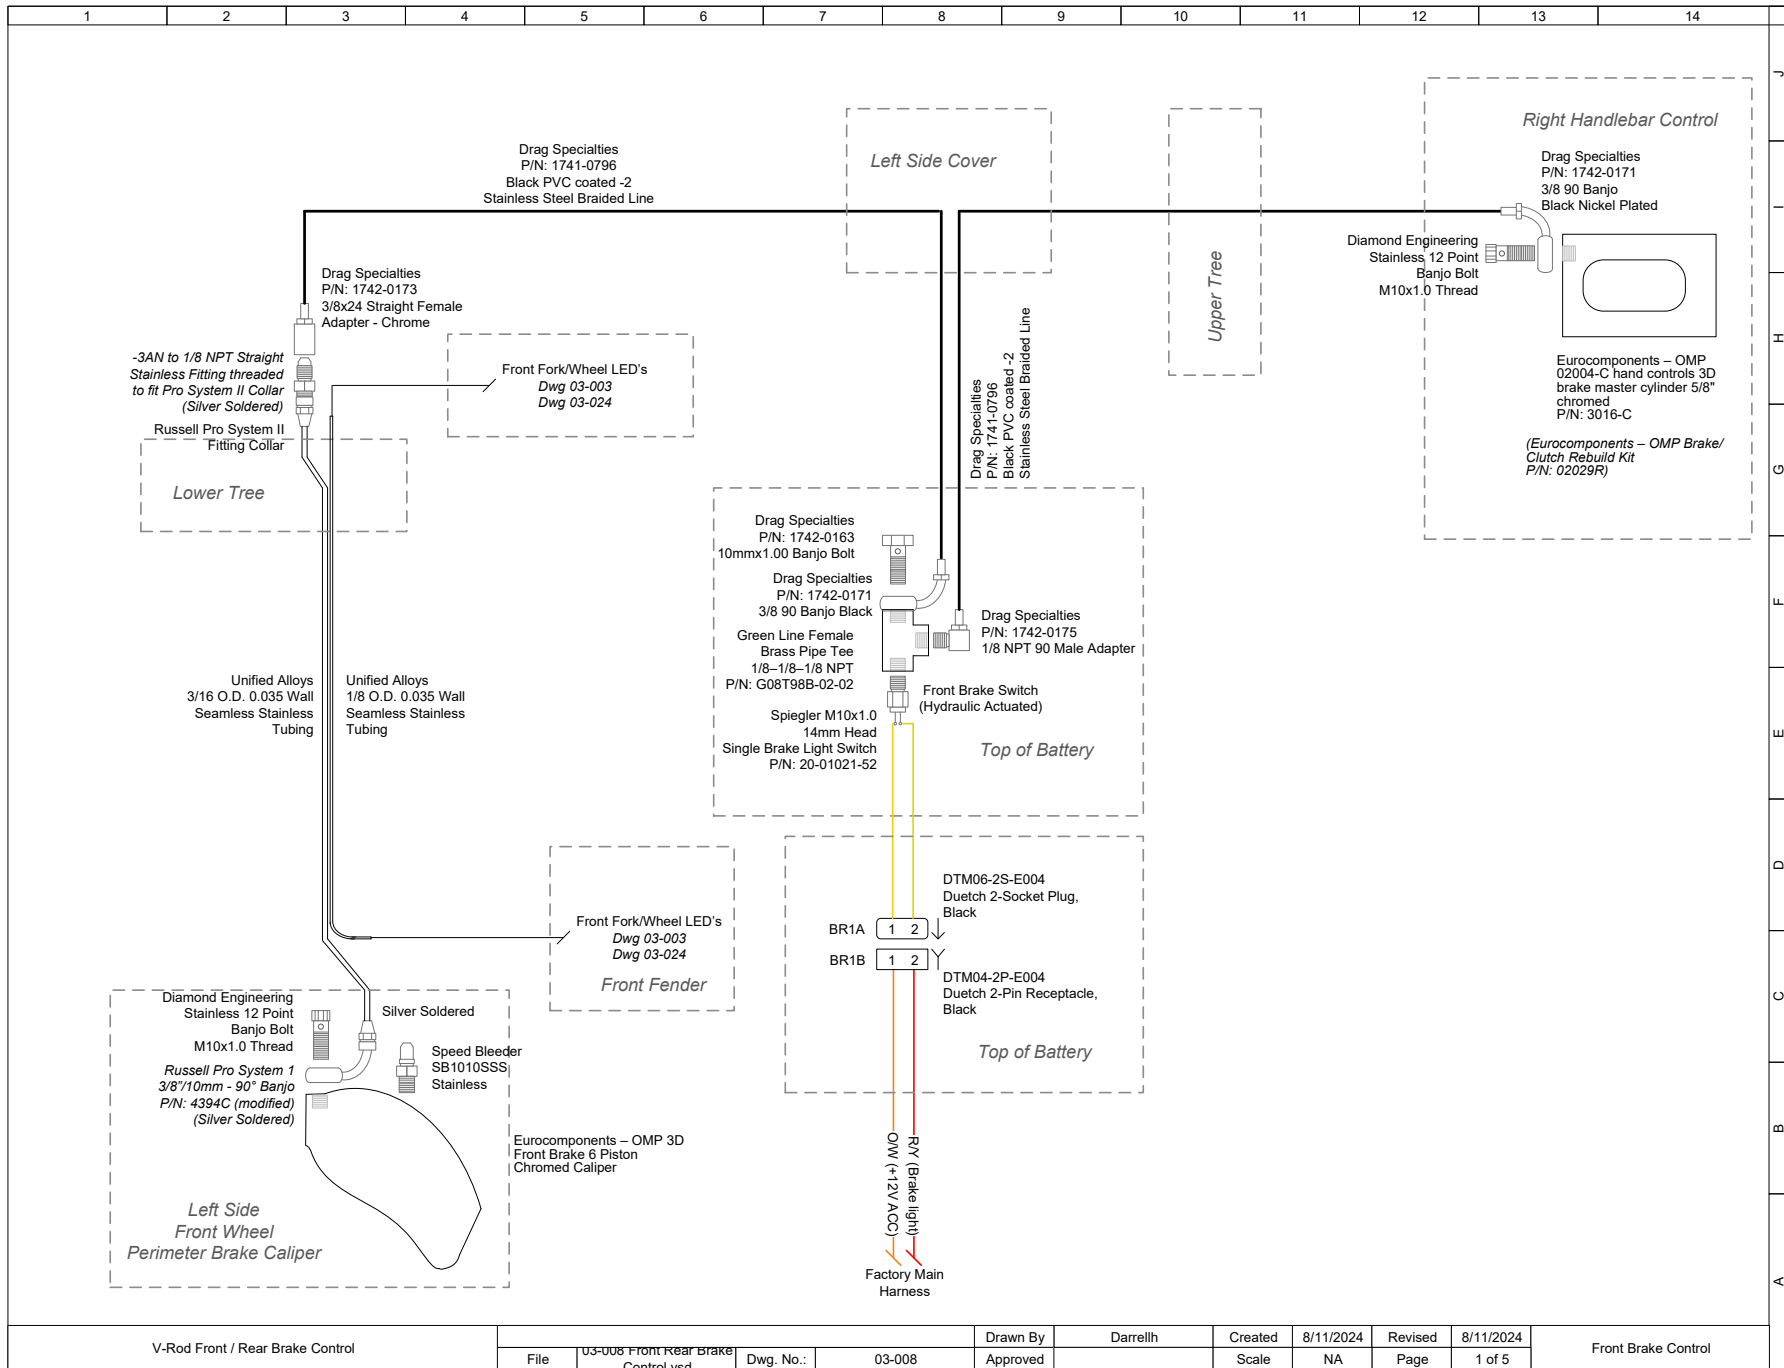 1 2 3 4 5 6 7 8 9 10 11 12 13 14
J
I
H
G
F
E
D
C
B
A
Right Handlebar Control
Drag Specialties
P/N: 1742-0171
3/8 90 Banjo
Black Nickel Plated
Diamond Engineering
Stainless 12 Point
Banjo Bolt
M10x1.0 Thread
Eurocomponents – OMP
02004-C hand controls 3D
brake master cylinder 5/8"
chromed
P/N: 3016-C
(Eurocomponents – OMP Brake/
Clutch Rebuild Kit
P/N: 02029R)
Upper Tree
Left Side Cover
Drag Specialties
P/N: 1741-0796
Black PVC coated -2
Stainless Steel Braided Line
Drag Specialties
P/N: 1742-0173
3/8x24 Straight Female
Adapter - Chrome
-3AN to 1/8 NPT Straight
Stainless Fitting threaded
to fit Pro System II Collar
(Silver Soldered)
Russell Pro System II
Fitting Collar
Lower Tree
Front Fork/Wheel LED's
Dwg 03-003
Dwg 03-024
Drag Specialties
P/N: 1741-0796
Black PVC coated -2
Stainless Steel Braided Line
Drag Specialties
P/N: 1742-0163
10mmx1.00 Banjo Bolt
Drag Specialties
P/N: 1742-0171
3/8 90 Banjo Black
Green Line Female
Brass Pipe Tee
1/8–1/8–1/8 NPT
P/N: G08T98B-02-02
Drag Specialties
P/N: 1742-0175
1/8 NPT 90 Male Adapter
Front Brake Switch
(Hydraulic Actuated)
Spiegler M10x1.0
14mm Head
Single Brake Light Switch
P/N: 20-01021-52
Top of Battery
Unified Alloys
3/16 O.D. 0.035 Wall
Seamless Stainless
Tubing
Unified Alloys
1/8 O.D. 0.035 Wall
Seamless Stainless
Tubing
Front Fork/Wheel LED's
Dwg 03-003
Dwg 03-024
Front Fender
DTM06-2S-E004
Duetch 2-Socket Plug,
Black
BR1A 1 2
BR1B 1 2
DTM04-2P-E004
Duetch 2-Pin Receptacle,
Black
Top of Battery
O/W (+12V ACC)
R/Y (Brake light)
Factory Main
Harness
Diamond Engineering
Stainless 12 Point
Banjo Bolt
M10x1.0 Thread
Silver Soldered
Russell Pro System 1
3/8"/10mm - 90° Banjo
P/N: 4394C (modified)
(Silver Soldered)
Speed Bleeder
SB1010SSS
Stainless
Eurocomponents – OMP 3D
Front Brake 6 Piston
Chromed Caliper
Left Side
Front Wheel
Perimeter Brake Caliper
V-Rod Front / Rear Brake Control
File 03-008 Front Rear Brake
Control.vsd
Dwg. No.: 03-008
Drawn By Darrellh
Approved
Created 8/11/2024 Revised 8/11/2024
Scale NA Page 1 of 5
Front Brake Control